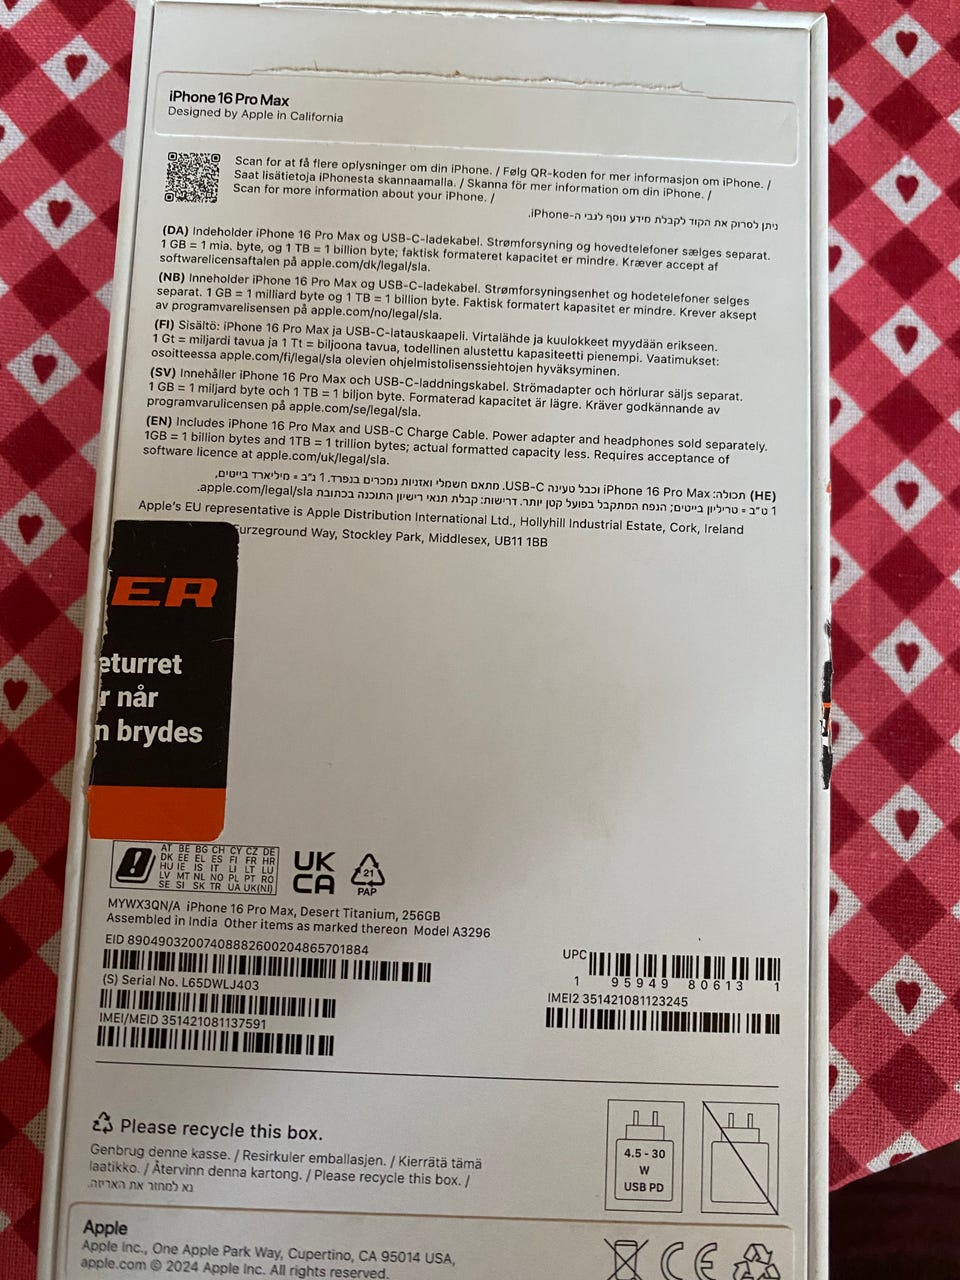 iPhone 16 Pro Max
Designed by Apple in California
Scan for at få flere oplysninger om din iPhone. / Følg QR-koden for mer informasjon om iPhone. /
Saat lisätietoja iPhonesta skannaamalla. / Skanna för mer information om din iPhone. /
Scan for more information about your iPhone. /
ניתן לסרוק את הקוד לקבלת מידע נוסף לגבי ה-iPhone.
(DA) Indeholder iPhone 16 Pro Max og USB-C-ladekabel. Strømforsyning og hovedtelefoner sælges separat.
1 GB = 1 mia. byte, og 1 TB = 1 billion byte; faktisk formateret kapacitet er mindre. Kræver accept af
softwarelicensaftalen på apple.com/dk/legal/sla.
(NB) Inneholder iPhone 16 Pro Max og USB-C-ladekabel. Strømforsyningsenhet og hodetelefoner selges
separat. 1 GB = 1 milliard byte og 1 TB = 1 billion byte. Faktisk formatert kapasitet er mindre. Krever aksept
av programvarelisensen på apple.com/no/legal/sla.
(FI) Sisältö: iPhone 16 Pro Max ja USB-C-latauskaapeli. Virtalähde ja kuulokkeet myydään erikseen.
1 Gt = miljardi tavua ja 1 Tt = biljoona tavua, todellinen alustettu kapasiteetti pienempi. Vaatimukset:
osoitteessa apple.com/fi/legal/sla olevien ohjelmistolisenssiehtojen hyväksyminen.
(SV) Innehåller iPhone 16 Pro Max och USB-C-laddningskabel. Strömadapter och hörlurar säljs separat.
1 GB = 1 miljard byte och 1 TB = 1 biljon byte. Formaterad kapacitet är lägre. Kräver godkännande av
programvarulicensen på apple.com/se/legal/sla.
(EN) Includes iPhone 16 Pro Max and USB-C Charge Cable. Power adapter and headphones sold separately.
1GB = 1 billion bytes and 1TB = 1 trillion bytes; actual formatted capacity less. Requires acceptance of
software licence at apple.com/uk/legal/sla.
(HE) תכולה: iPhone 16 Pro Max וכבל טעינה USB-C. מתאם חשמלי ואזניות נמכרים בנפרד. 1 ג"ב = מיליארד בייטים,
1 ט"ב = טריליון בייטים; הנפח המתקבל בפועל קטן יותר. דרישות: קבלת תנאי רישיון התוכנה בכתובת apple.com/legal/sla.
Apple's EU representative is Apple Distribution International Ltd., Hollyhill Industrial Estate, Cork, Ireland
urzeground Way, Stockley Park, Middlesex, UB11 1BB
ER
eturret
r når
n brydes
AT BE BG CH CY CZ DE
DK EE EL ES FI FR HR
HU IE IS IT LI LT LU
LV MT NL NO PL PT RO
SE SI SK TR UA UK(NI)
UK
CA
21
PAP
MYWX3QN/A iPhone 16 Pro Max, Desert Titanium, 256GB
Assembled in India Other items as marked thereon Model A3296
EID 89049032007408882600204865701884
(S) Serial No. L65DWLJ403
IMEI/MEID 351421081137591
UPC
1 95949 80613 1
IMEI2 351421081123245
Please recycle this box.
Genbrug denne kasse. / Resirkuler emballasjen. / Kierrätä tämä
laatikko. / Återvinn denna kartong. / Please recycle this box. /
נא למחזר את האריזה.
4.5 - 30
W
USB PD
Apple
Apple Inc., One Apple Park Way, Cupertino, CA 95014 USA,
apple.com © 2024 Apple Inc. All rights reserved.
CE